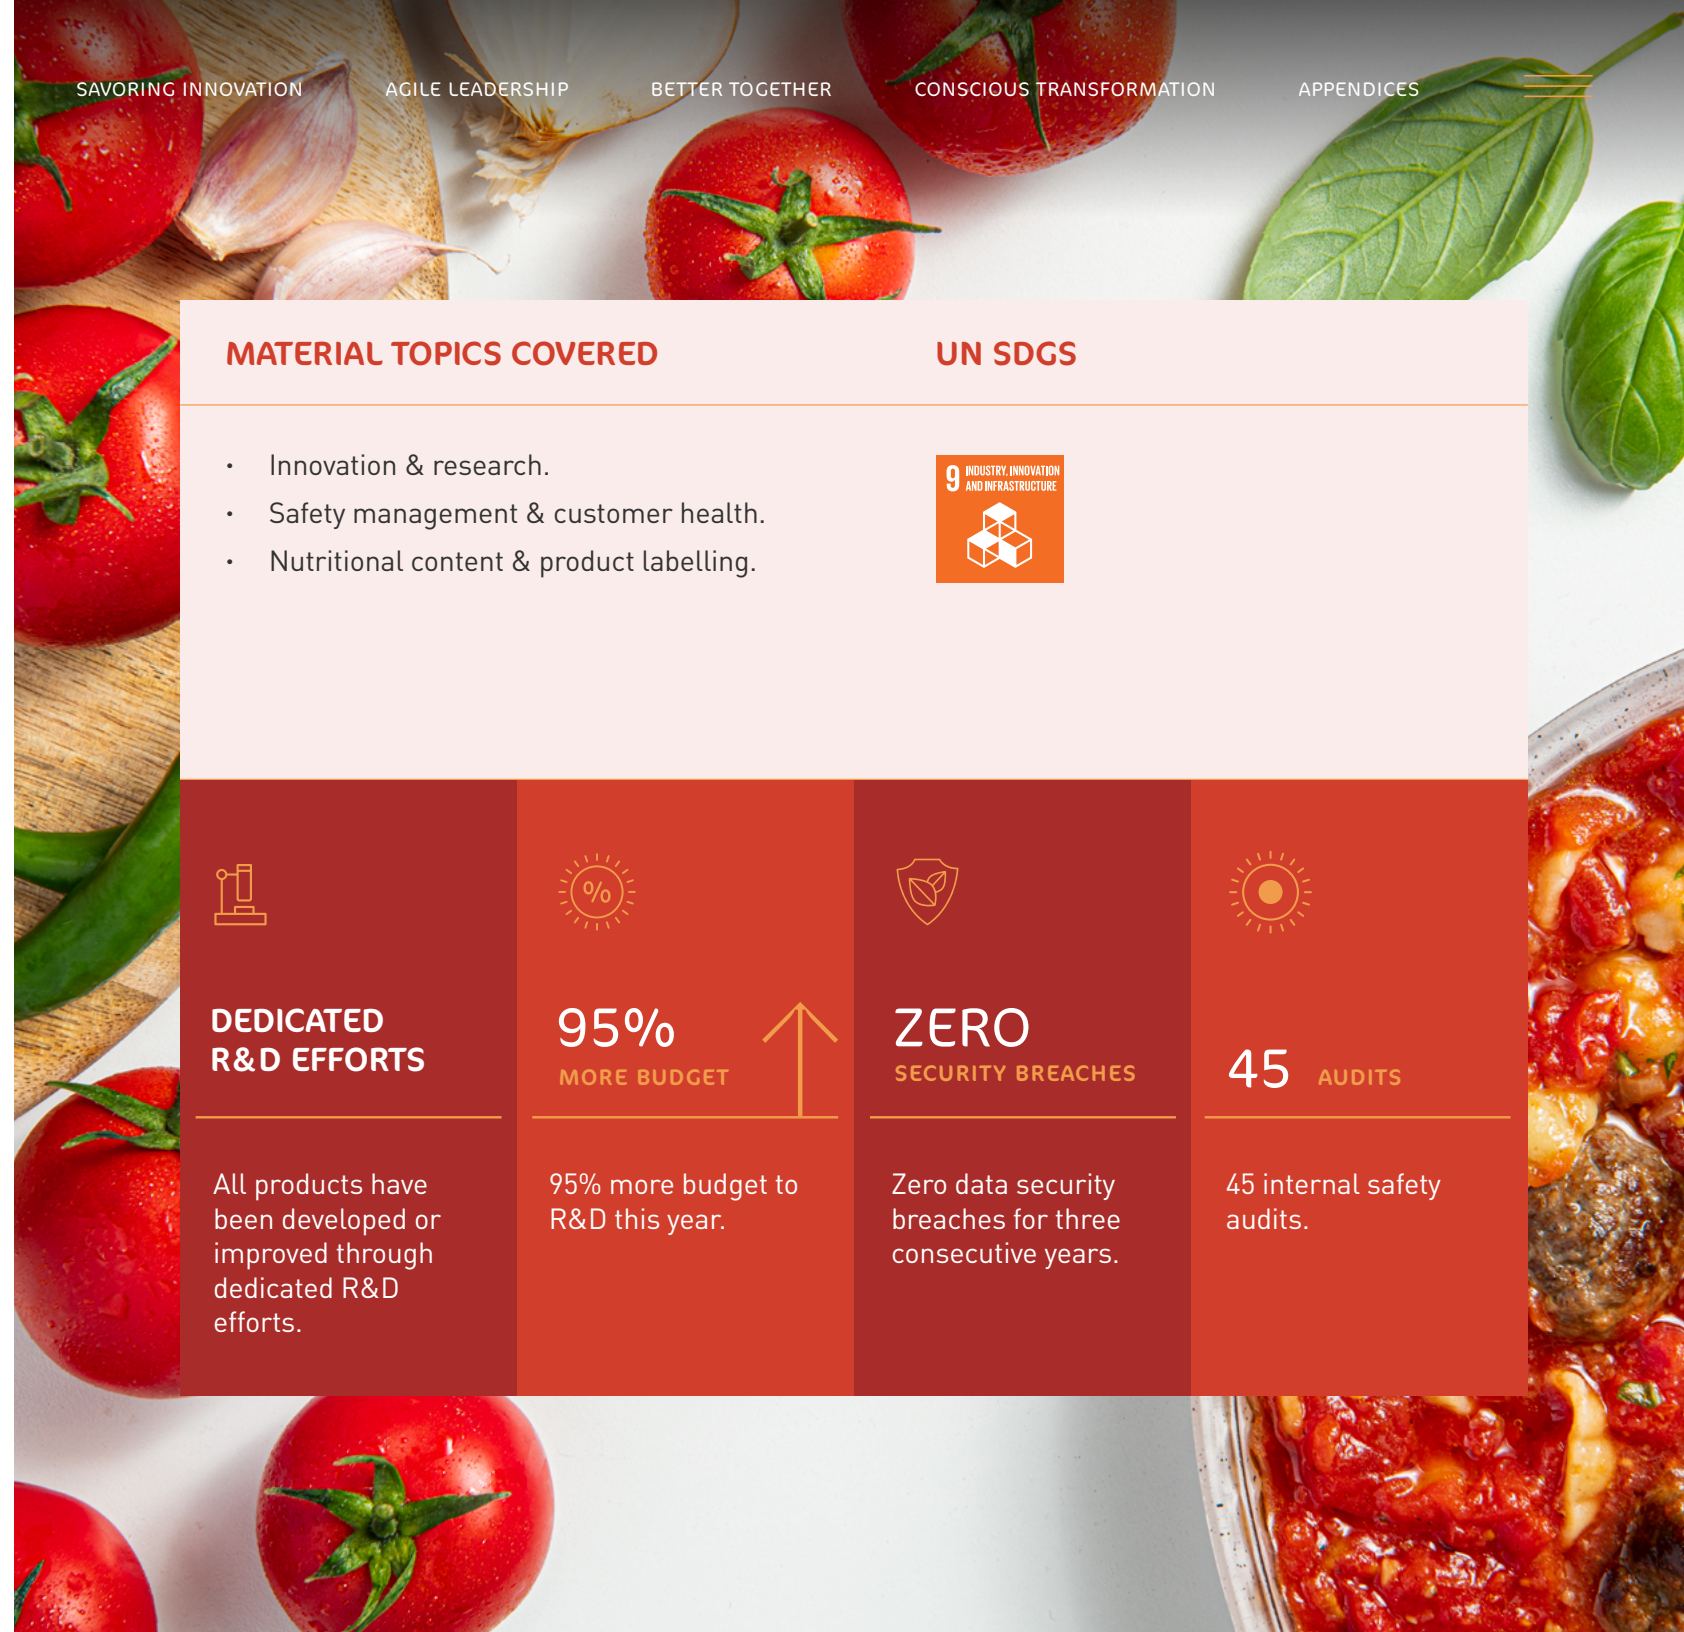 SAVORING INNOVATION AGILE LEADERSHIP BETTER TOGETHER CONSCIOUS TRANSFORMATION APPENDICES
MATERIAL TOPICS COVERED
• Innovation & research.
• Safety management & customer health.
• Nutritional content & product labelling.
UN SDGS
9 INDUSTRY, INNOVATION
AND INFRASTRUCTURE
DEDICATED
R&D EFFORTS
All products have
been developed or
improved through
dedicated R&D
efforts.
%
95%
MORE BUDGET
95% more budget to
R&D this year.
ZERO
SECURITY BREACHES
Zero data security
breaches for three
consecutive years.
45 AUDITS
45 internal safety
audits.